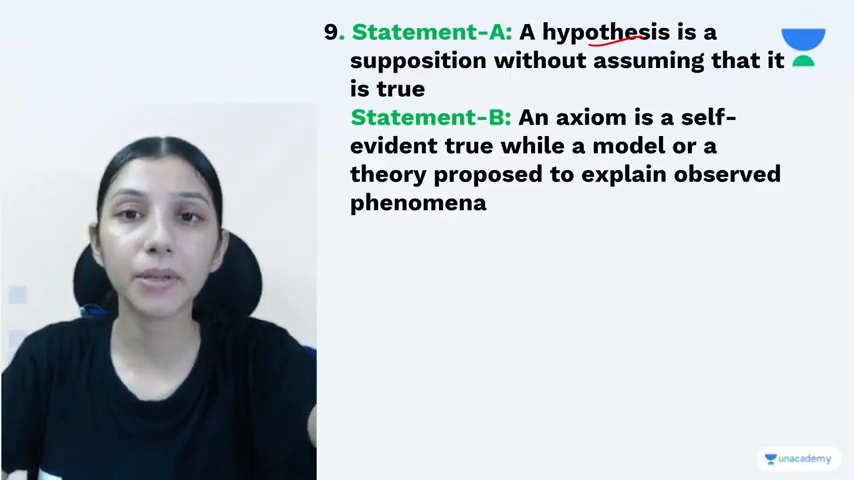 9. Statement-A: A hypothesis is a
supposition without assuming that it
is true
Statement-B: An axiom is a self-
evident true while a model or a
theory proposed to explain observed
phenomena
unacademy